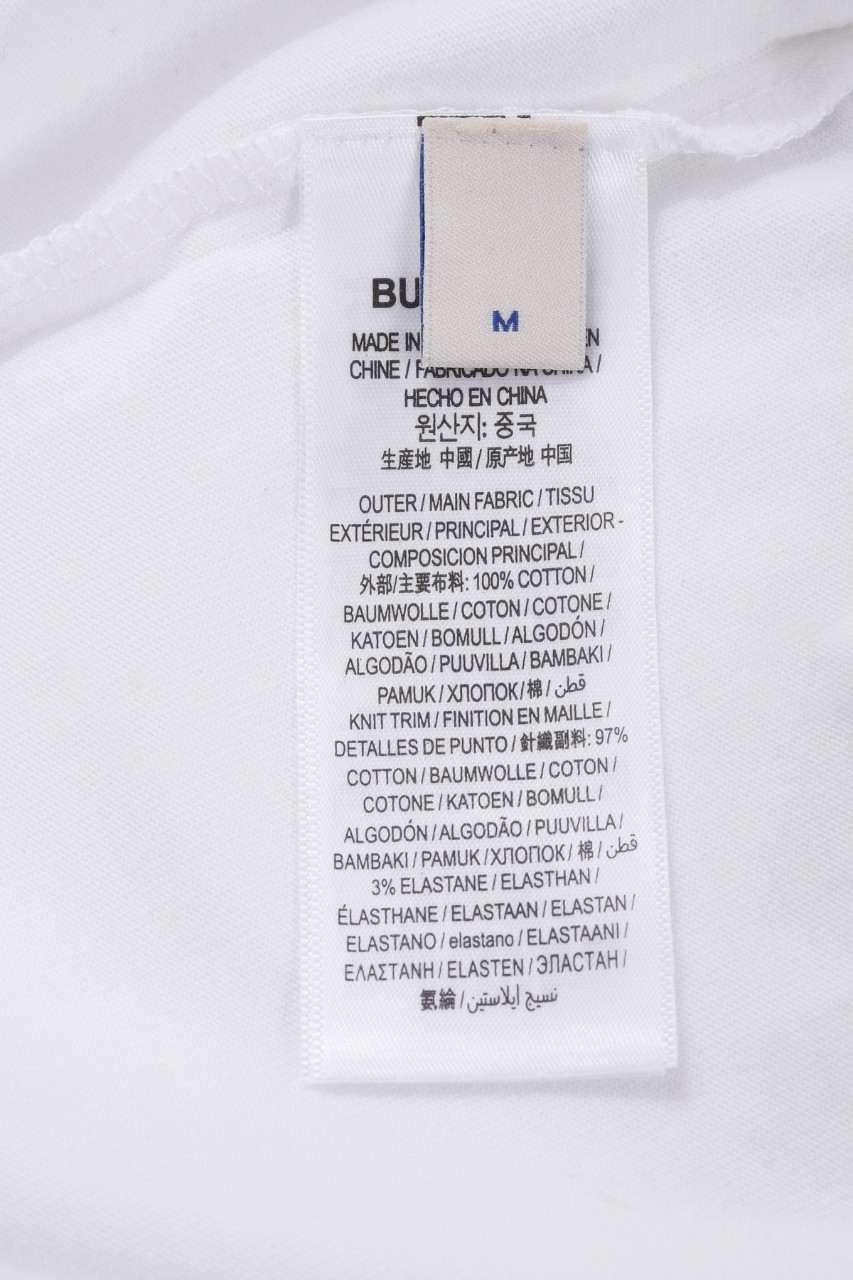 M
MADE IN
CHINE / FABRICADO NA CHINA /
HECHO EN CHINA
원산지: 중국
生産地 中國 / 原产地 中国
OUTER / MAIN FABRIC / TISSU
EXTÉRIEUR / PRINCIPAL / EXTERIOR -
COMPOSICION PRINCIPAL /
外部/主要布料: 100% COTTON /
BAUMWOLLE / COTON / COTONE /
KATOEN / BOMULL / ALGODÓN /
ALGODÃO / PUUVILLA / BAMBAKI /
PAMUK / ХЛОПОК / 棉 / قطن
KNIT TRIM / FINITION EN MAILLE /
DETALLES DE PUNTO / 針織副料: 97%
COTTON / BAUMWOLLE / COTON /
COTONE / KATOEN / BOMULL /
ALGODÓN / ALGODÃO / PUUVILLA /
BAMBAKI / PAMUK / ХЛОПОК / 棉 / قطن
3% ELASTANE / ELASTHAN /
ÉLASTHANE / ELASTAAN / ELASTAN /
ELASTANO / elastano / ELASTAANI /
ΕΛΑΣΤΑΝΗ / ELASTEN / ЭЛАСТАН /
氨綸 / نسيج ايلاستين